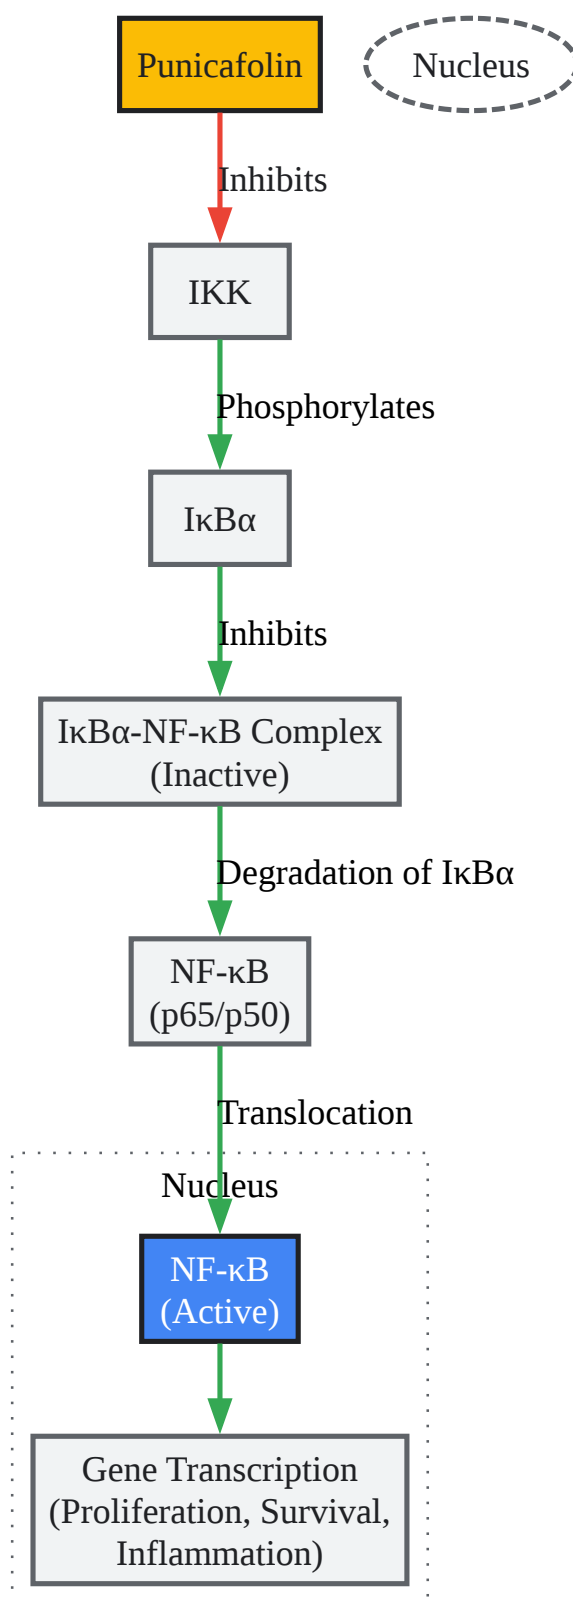 Punicafolin
Nucleus
Inhibits
IKK
Phosphorylates
IκBα
Inhibits
IκBα-NF-κB Complex
(Inactive)
Degradation of IκBα
NF-κB
(p65/p50)
Translocation
Nucleus
NF-κB
(Active)
Gene Transcription
(Proliferation, Survival,
Inflammation)